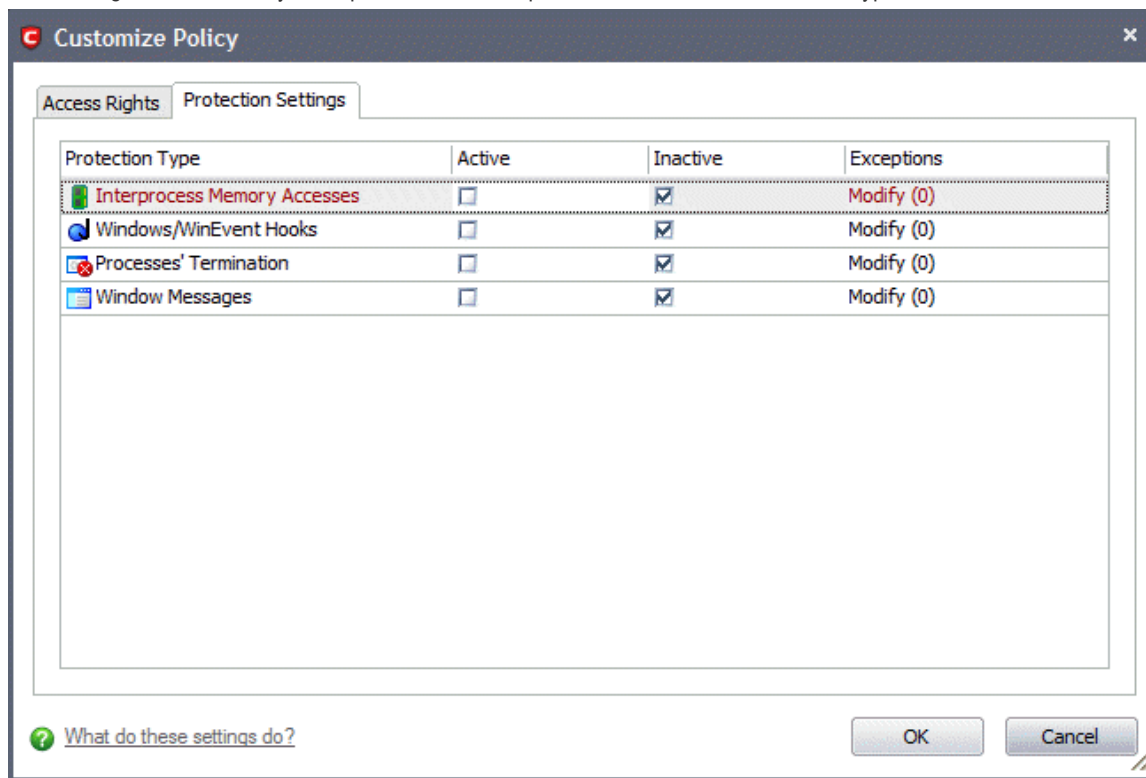 Customize Policy
Access Rights Protection Settings
Protection Type Active Inactive Exceptions
Interprocess Memory Accesses Modify (0)
Windows/WinEvent Hooks Modify (0)
Processes' Termination Modify (0)
Window Messages Modify (0)
What do these settings do? OK Cancel